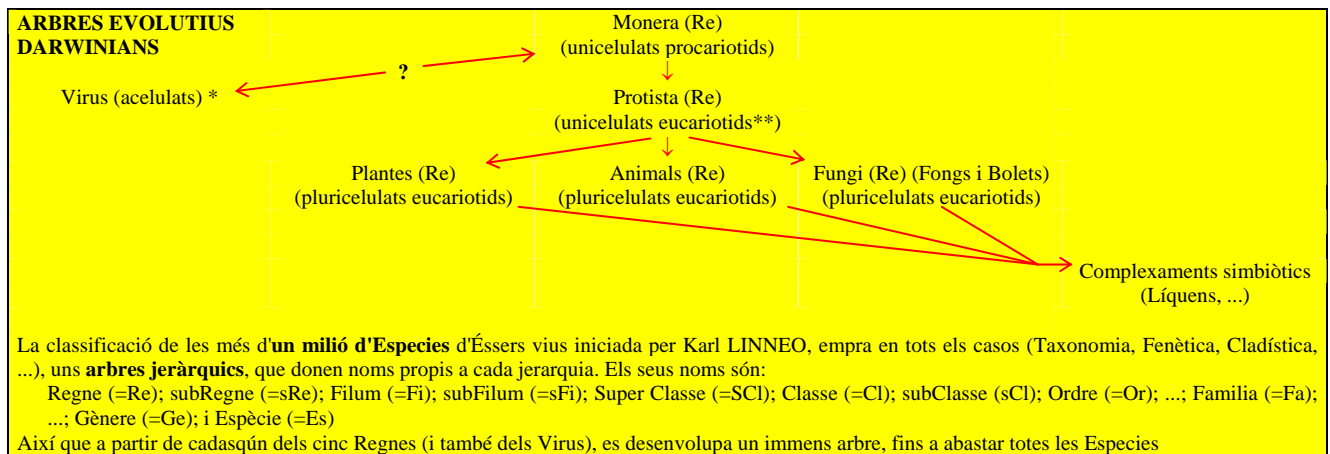 ARBRES EVOLUTIUS
DARWINIANS
Monera (Re)
(unicelulats procariotids)
↓
?
Virus (acelulats) *
Protista (Re)
(unicelulats eucariotids**)
↓
Plantes (Re)
(pluricelulats eucariotids)
Animals (Re)
(pluricelulats eucariotids)
Fungi (Re) (Fongs i Bolets)
(pluricelulats eucariotids)
Complexaments simbiòtics
(Líquens, ...)
La classificació de les més d'un milió d'Especies d'Éssers vius iniciada per Karl LINNEO, empra en tots els casos (Taxonomia, Fenètica, Cladística,
...), uns arbres jeràrquics, que donen noms propis a cada jerarquia. Els seus noms són:
Regne (=Re); subRegne (=sRe); Filum (=Fi); subFilum (=sFi); Super Classe (=SCl); Classe (=Cl); subClasse (sCl); Ordre (=Or); ...; Familia (=Fa);
...; Gènere (=Ge); i Espècie (=Es)
Així que a partir de cadasqún dels cinc Regnes (i també dels Virus), es desenvolupa un immens arbre, fins a abastar totes les Especies